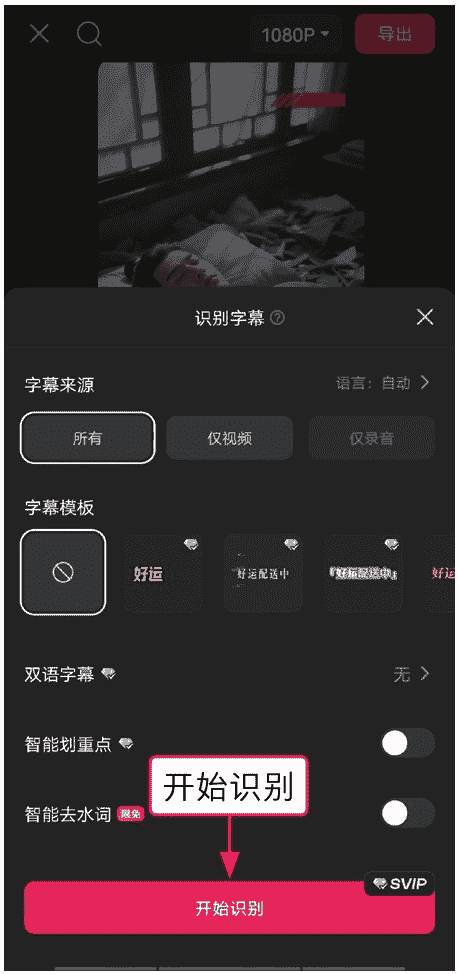 1080P 导出
识别字幕 ?
字幕来源 语言：自动
所有 仅视频 仅录音
字幕模板
好运 好运配送中 『好运配送中』 好运
双语字幕 无
智能划重点
开始识别
智能去水词 限免
SVIP
开始识别